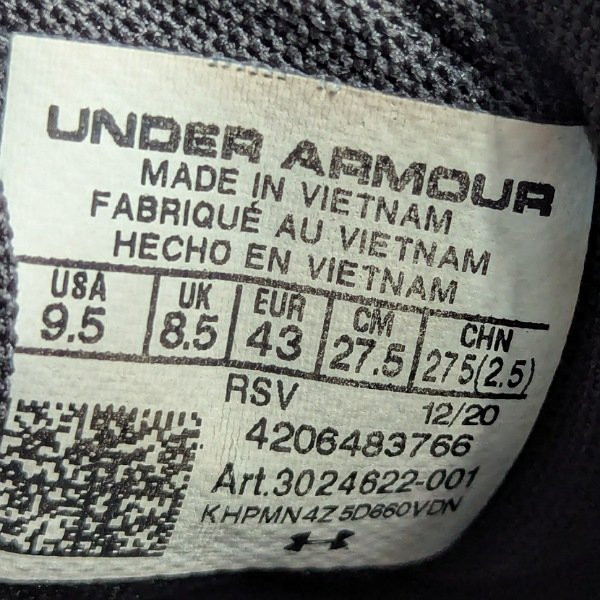 UNDER ARMOUR
MADE IN VIETNAM
FABRIQUÉ AU VIETNAM
HECHO EN VIETNAM
USA UK EUR CM CHN
9.5 8.5 43 27.5 275(2.5)
RSV 12/20
4206483766
Art.3024622-001
KHPMN4Z5D660VDN